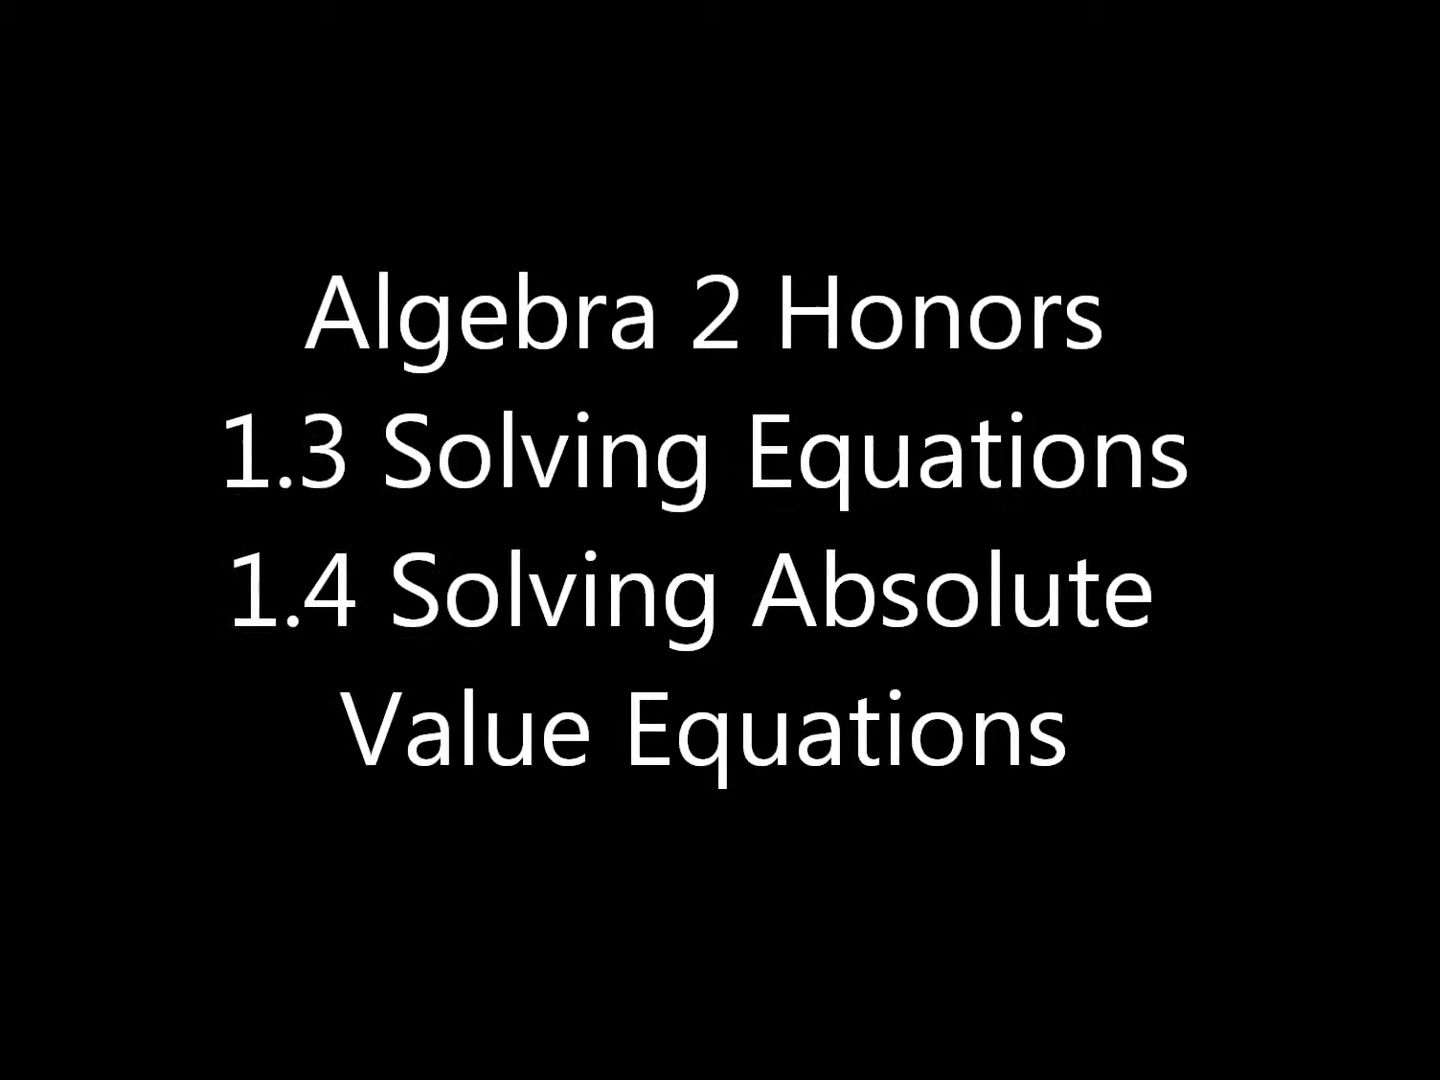 Algebra 2 Honors
1.3 Solving Equations
1.4 Solving Absolute
Value Equations